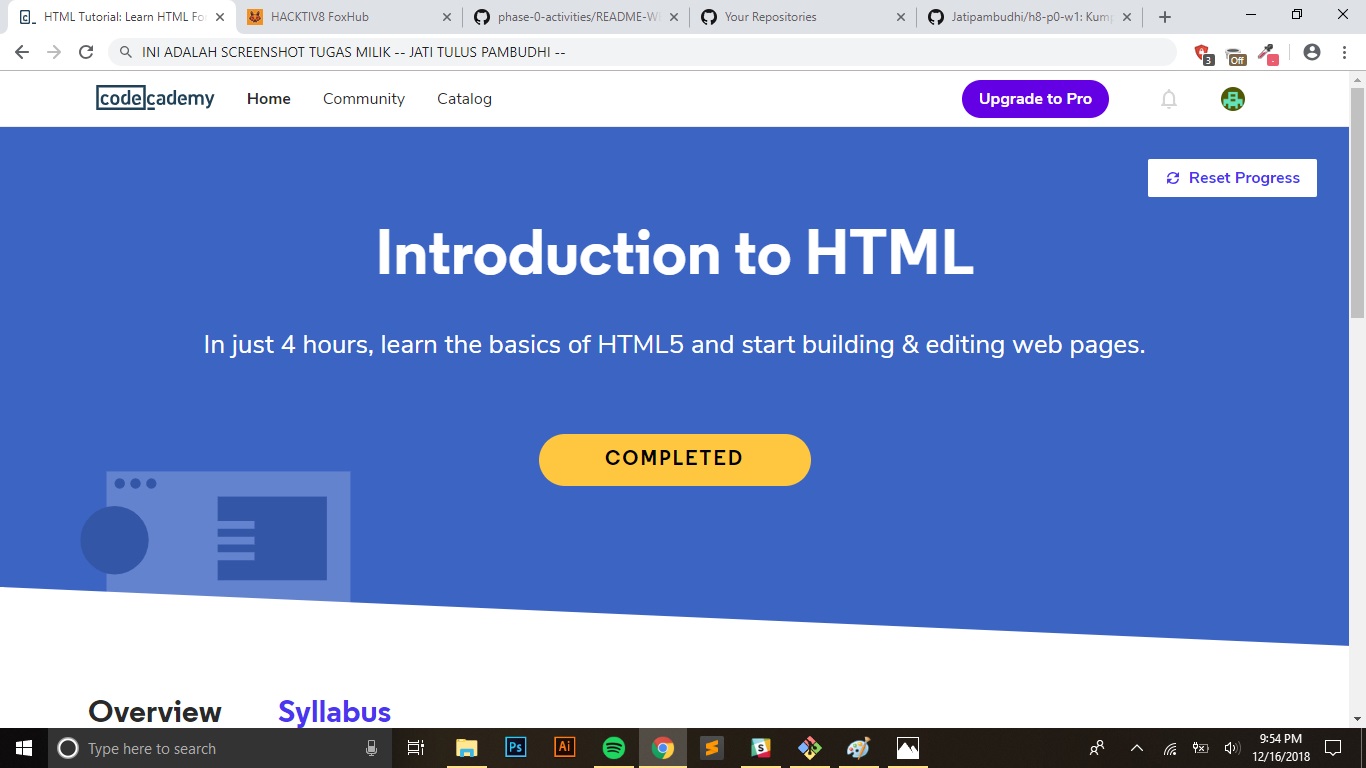 HTML Tutorial: Learn HTML Fo
HACKTIV8 FoxHub
phase-0-activities/README-W
Your Repositories
Jatipambudhi/h8-p0-w1: Kum
INI ADALAH SCREENSHOT TUGAS MILIK -- JATI TULUS PAMBUDHI --
3
Off
codecademy
Home
Community
Catalog
Upgrade to Pro
Reset Progress
Introduction to HTML
In just 4 hours, learn the basics of HTML5 and start building & editing web pages.
COMPLETED
Overview
Syllabus
Type here to search
Ps
Ai
9:54 PM
12/16/2018